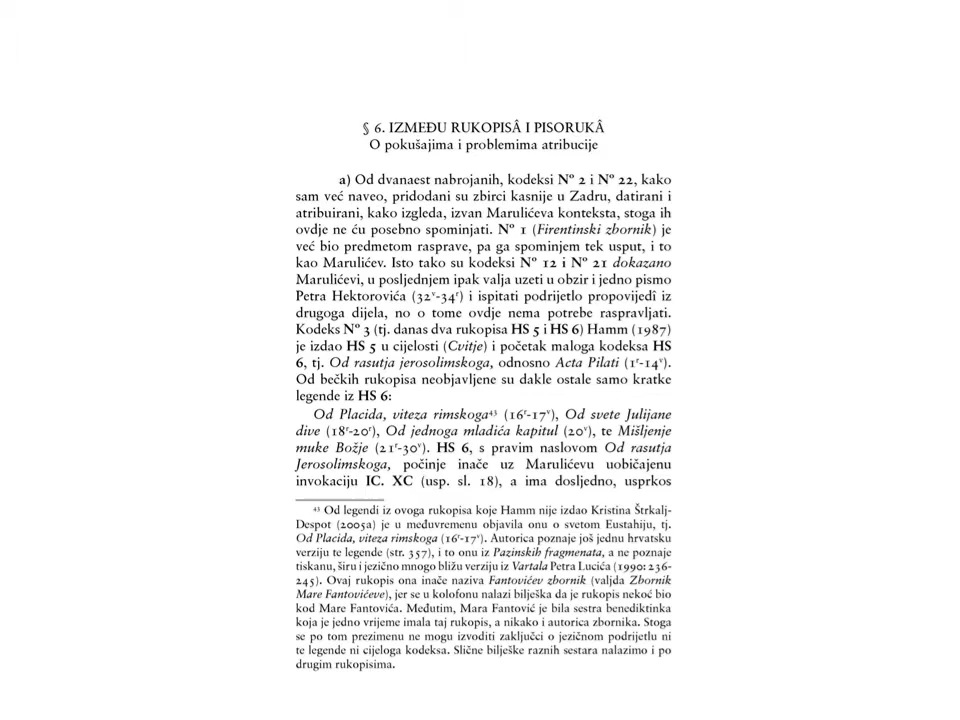 § 6. IZMEĐU RUKOPISÂ I PISORUKÂ
O pokušajima i problemima atribucije
a) Od dvanaest nabrojanih, kodeksi Nº 2 i Nº 22, kako
sam već naveo, pridodani su zbirci kasnije u Zadru, datirani i
atribuirani, kako izgleda, izvan Marulićeva konteksta, stoga ih
ovdje ne ću posebno spominjati. Nº 1 (Firentinski zbornik) je
već bio predmetom rasprave, pa ga spominjem tek usput, i to
kao Marulićev. Isto tako su kodeksi Nº 12 i Nº 21 dokazano
Marulićevi, u posljednjem ipak valja uzeti u obzir i jedno pismo
Petra Hektorovića (32ᵛ-34ʳ) i ispitati podrijetlo propovijedî iz
drugoga dijela, no o tome ovdje nema potrebe raspravljati.
Kodeks Nº 3 (tj. danas dva rukopisa HS 5 i HS 6) Hamm (1987)
je izdao HS 5 u cijelosti (Cvitje) i početak maloga kodeksa HS
6, tj. Od rasutja jerosolimskoga, odnosno Acta Pilati (1ʳ-14ᵛ).
Od bečkih rukopisa neobjavljene su dakle ostale samo kratke
legende iz HS 6:
Od Placida, viteza rimskoga⁴³ (16ʳ-17ᵛ), Od svete Julijane
dive (18ʳ-20ʳ), Od jednoga mladića kapitul (20ᵛ), te Mišljenje
muke Božje (21ʳ-30ᵛ). HS 6, s pravim naslovom Od rasutja
Jerosolimskoga, počinje inače uz Marulićevu uobičajenu
invokaciju IC. XC (usp. sl. 18), a ima dosljedno, usprkos
⁴³ Od legendi iz ovoga rukopisa koje Hamm nije izdao Kristina Štrkalj-
Despot (2005a) je u međuvremenu objavila onu o svetom Eustahiju, tj.
Od Placida, viteza rimskoga (16ʳ-17ᵛ). Autorica poznaje još jednu hrvatsku
verziju te legende (str. 357), i to onu iz Pazinskih fragmenata, a ne poznaje
tiskanu, širu i jezično mnogo bližu verziju iz Vartala Petra Lucića (1990: 236-
245). Ovaj rukopis ona inače naziva Fantovićev zbornik (valjda Zbornik
Mare Fantovićeve), jer se u kolofonu nalazi bilješka da je rukopis nekoć bio
kod Mare Fantovića. Međutim, Mara Fantović je bila sestra benediktinka
koja je jedno vrijeme imala taj rukopis, a nikako i autorica zbornika. Stoga
se po tom prezimenu ne mogu izvoditi zaključci o jezičnom podrijetlu ni
te legende ni cijeloga kodeksa. Slične bilješke raznih sestara nalazimo i po
drugim rukopisima.